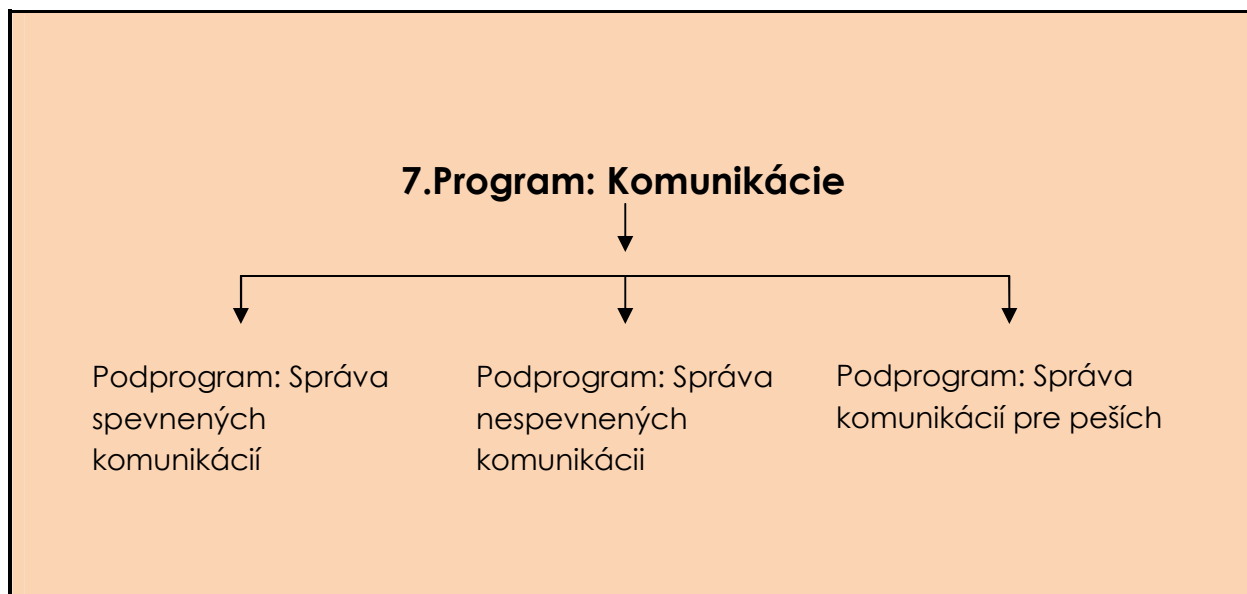 7.Program: Komunikácie
Podprogram: Správa
spevnených
komunikácií
Podprogram: Správa
nespevnených
komunikácii
Podprogram: Správa
komunikácií pre peších